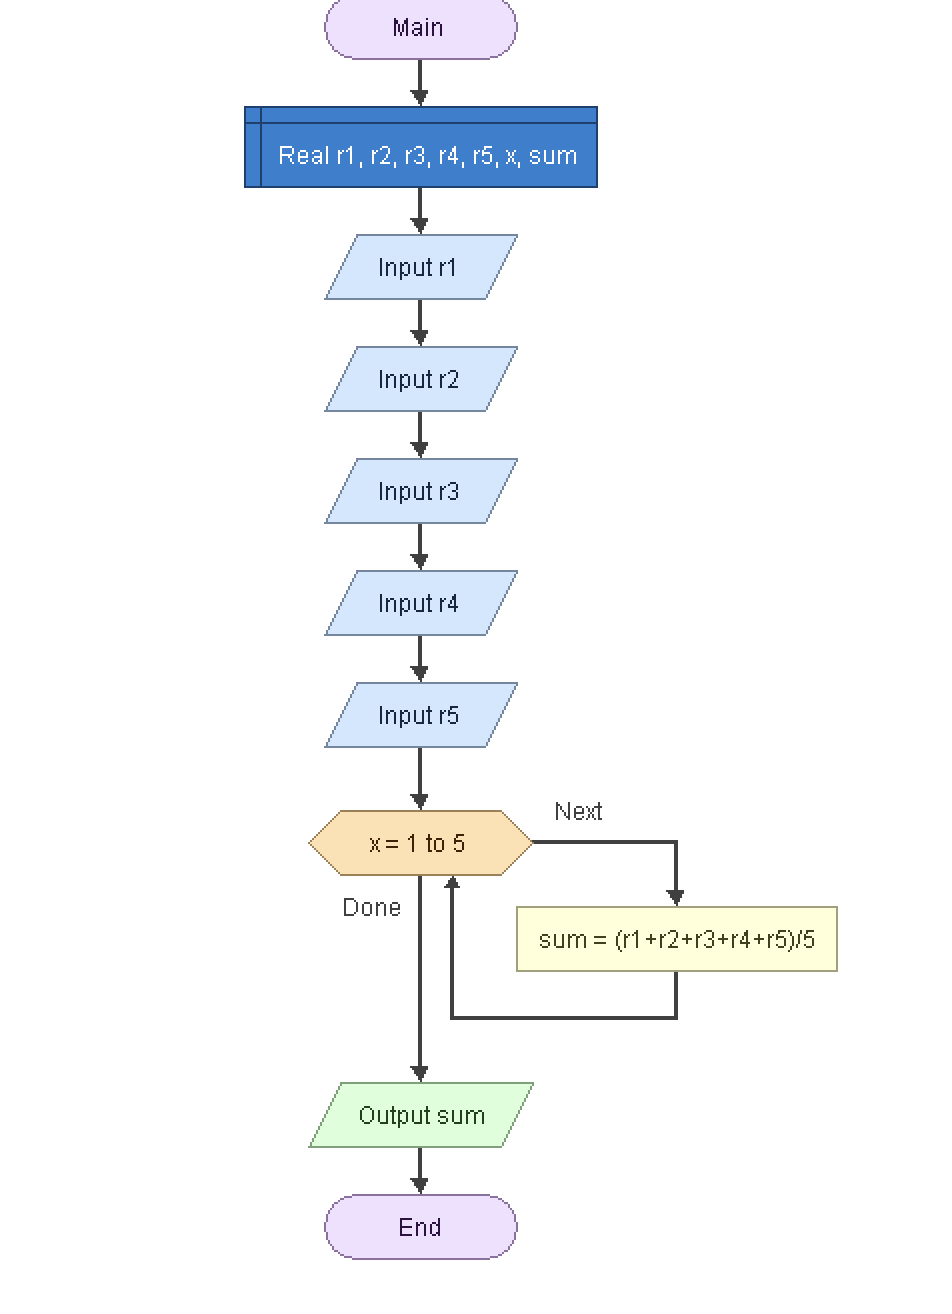 Main
Real r1, r2, r3, r4, r5, x, sum
Input r1
Input r2
Input r3
Input r4
Input r5
x = 1 to 5
Next
Done
sum = (r1+r2+r3+r4+r5)/5
Output sum
End